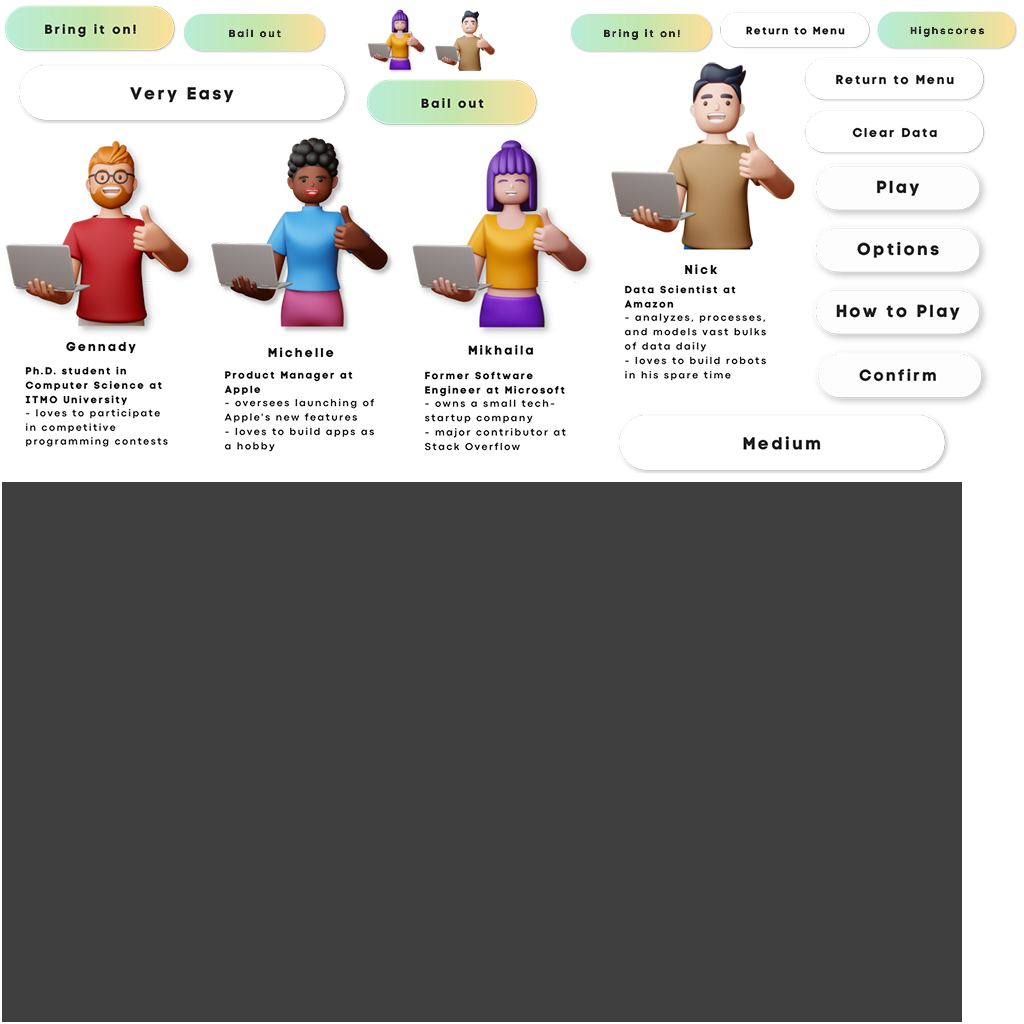 Bring it on!
Bail out
Bring it on!
Return to Menu
Highscores
Very Easy
Bail out
Return to Menu
Clear Data
Play
Options
How to Play
Confirm
Medium
Gennady
Ph.D. student in
Computer Science at
ITMO University
- loves to participate
in competitive
programming contests
Michelle
Product Manager at
Apple
- oversees launching of
Apple's new features
- loves to build apps as
a hobby
Mikhaila
Former Software
Engineer at Microsoft
- owns a small tech-
startup company
- major contributor at
Stack Overflow
Nick
Data Scientist at
Amazon
- analyzes, processes,
and models vast bulks
of data daily
- loves to build robots
in his spare time